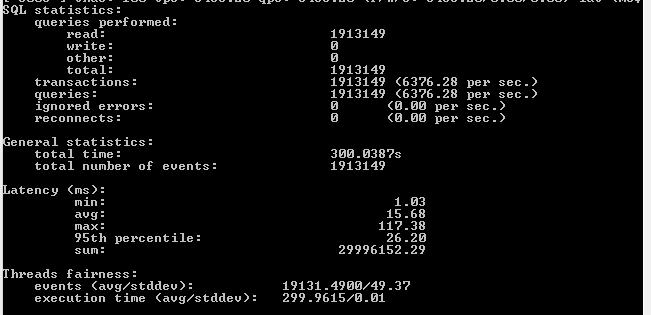 SQL statistics:
queries performed:
read: 1913149
write: 0
other: 0
total: 1913149
transactions: 1913149 (6376.28 per sec.)
queries: 1913149 (6376.28 per sec.)
ignored errors: 0 (0.00 per sec.)
reconnects: 0 (0.00 per sec.)
General statistics:
total time: 300.0387s
total number of events: 1913149
Latency (ms):
min: 1.03
avg: 15.68
max: 117.38
95th percentile: 26.20
sum: 29996152.29
Threads fairness:
events (avg/stddev): 19131.4900/49.37
execution time (avg/stddev): 299.9615/0.01